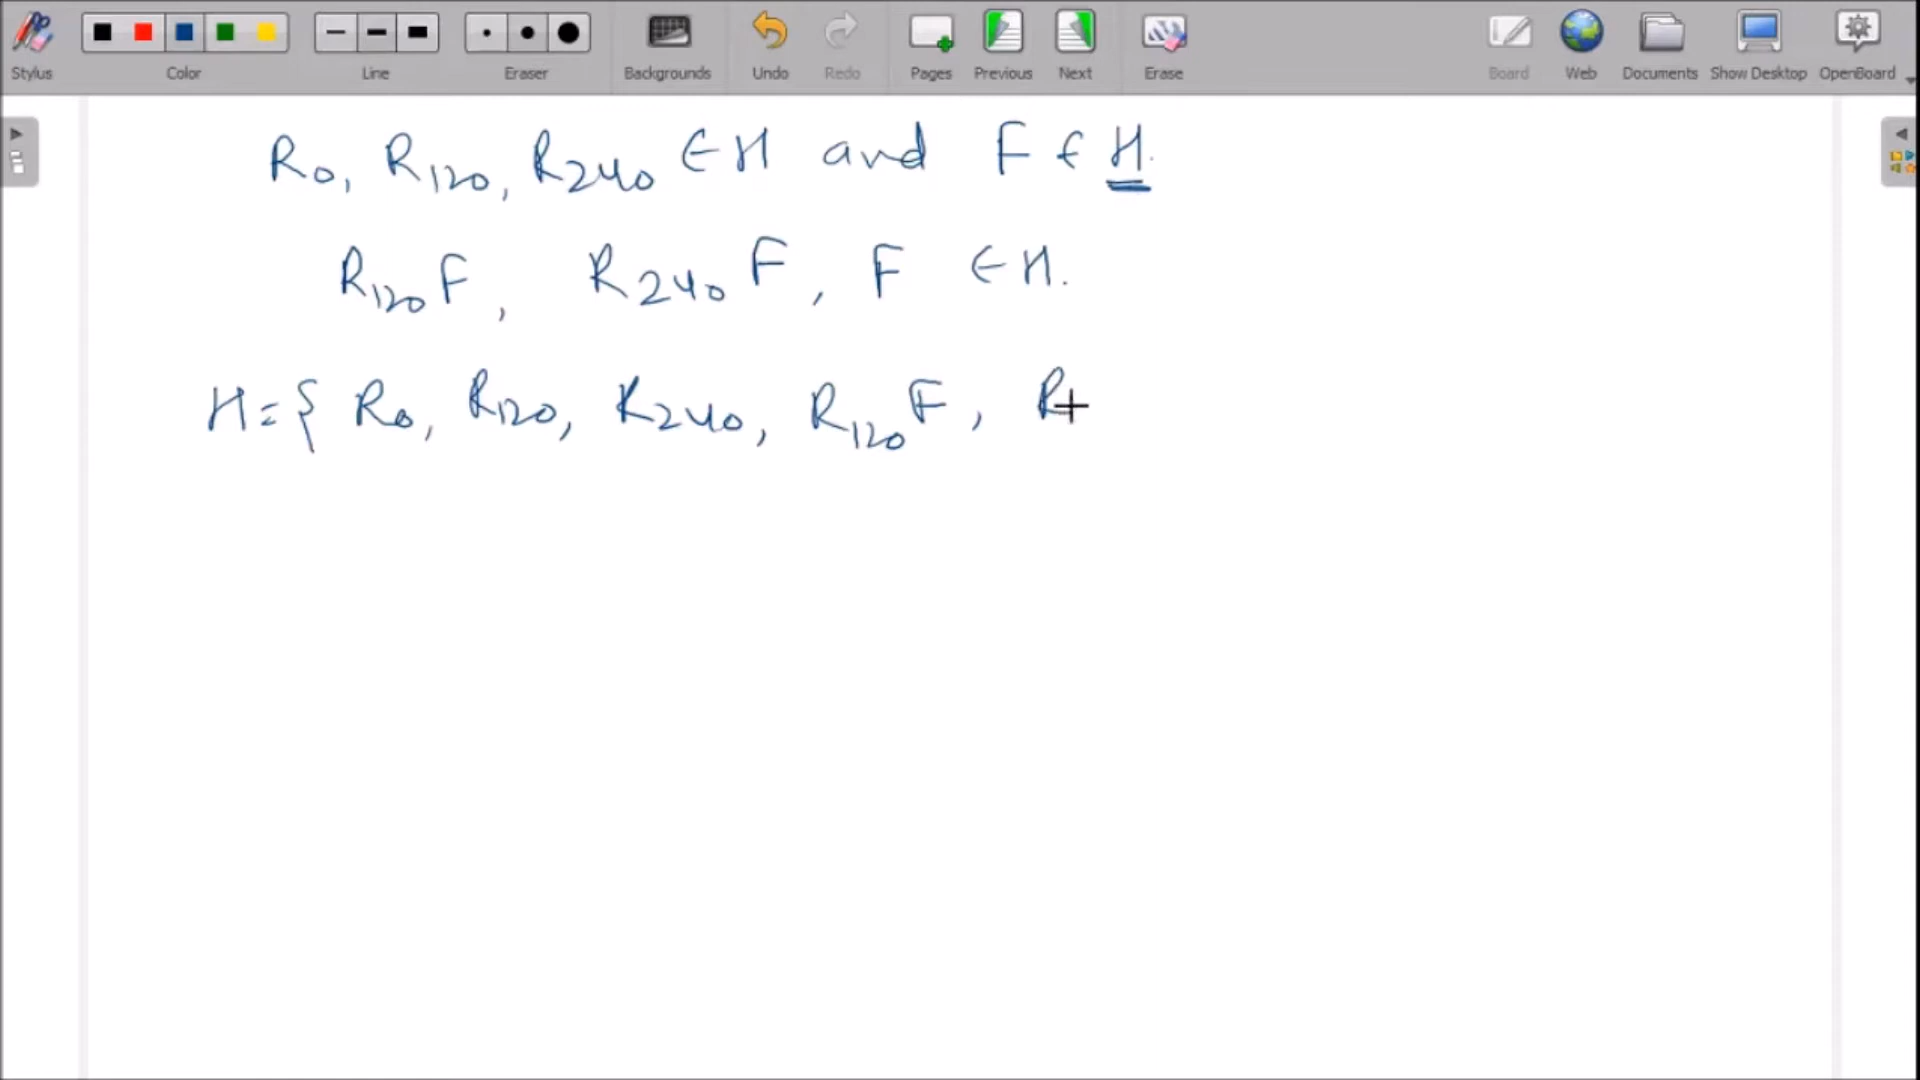 Stylus Color Line Eraser Backgrounds Undo Redo Pages Previous Next Erase Board Web Documents Show Desktop OpenBoard
R₀, R₁₂₀, R₂₄₀ ∈ H and F ∈ H.
R₁₂₀F, R₂₄₀F, F ∈ H.
H = { R₀, R₁₂₀, R₂₄₀, R₁₂₀F, R